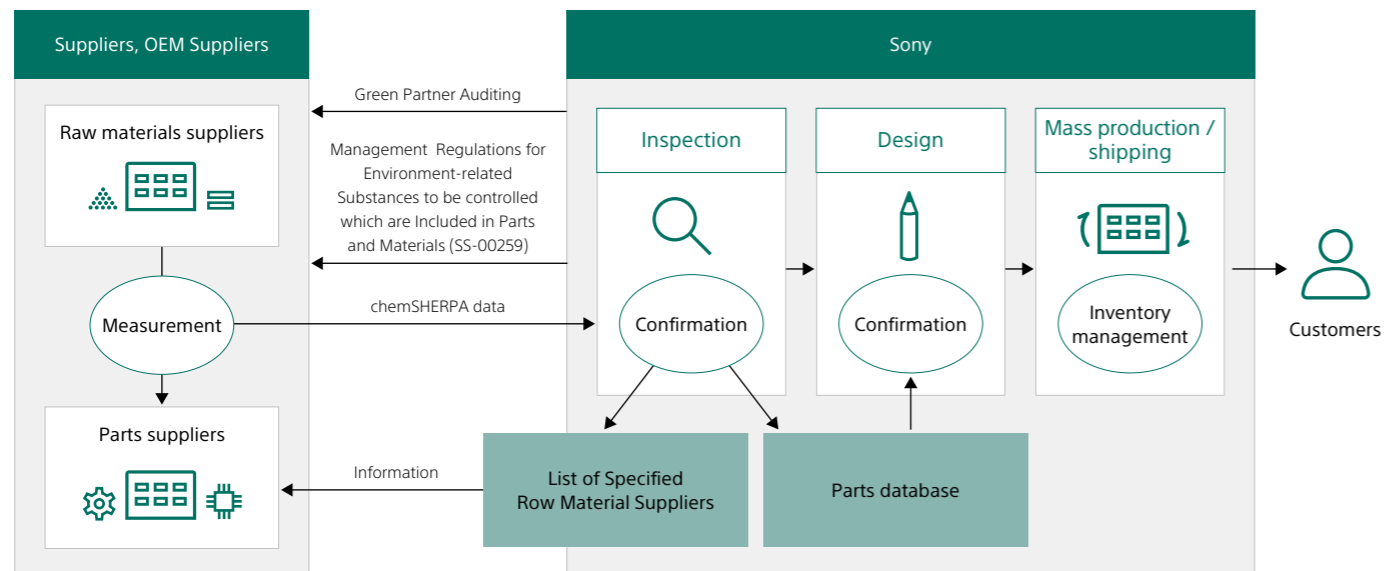 Suppliers, OEM Suppliers
Sony
Raw materials suppliers
Measurement
Parts suppliers
Green Partner Auditing
Management Regulations for
Environment-related
Substances to be controlled
which are Included in Parts
and Materials (SS-00259)
chemSHERPA data
Information
Inspection
Confirmation
Design
Confirmation
Mass production /
shipping
Inventory
management
Customers
List of Specified
Row Material Suppliers
Parts database